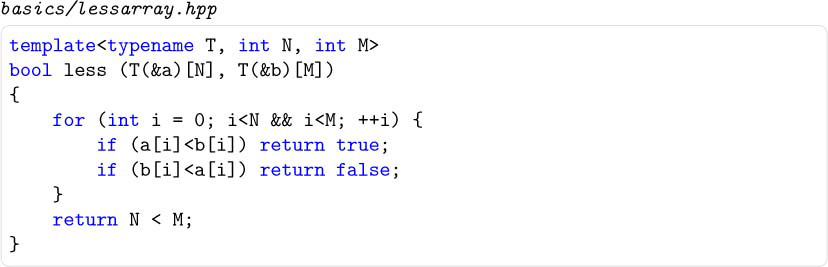 basics/lessarray.hpp
template<typename T, int N, int M>
bool less (T(&a)[N], T(&b)[M])
{
    for (int i = 0; i<N && i<M; ++i) {
        if (a[i]<b[i]) return true;
        if (b[i]<a[i]) return false;
    }
    return N < M;
}